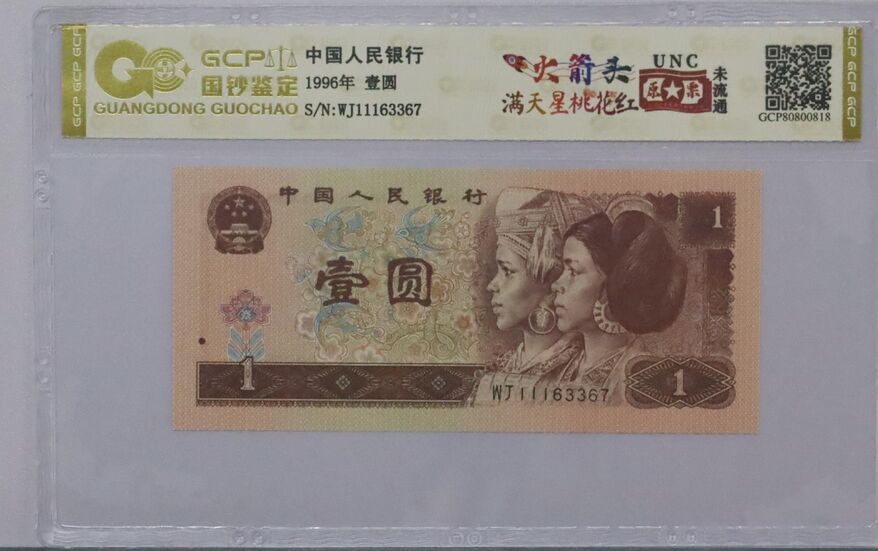 GCP
国钞鉴定
GUANGDONG GUOCHAO
中国人民银行
1996年 壹圆
S/N:WJ11163367
火箭头
满天星桃花红
UNC
原★票
未流通
GCP80800818
GCP GCP GCP
GCP GCP GCP
中国人民银行
1
壹圆
1
WJ11163367
1